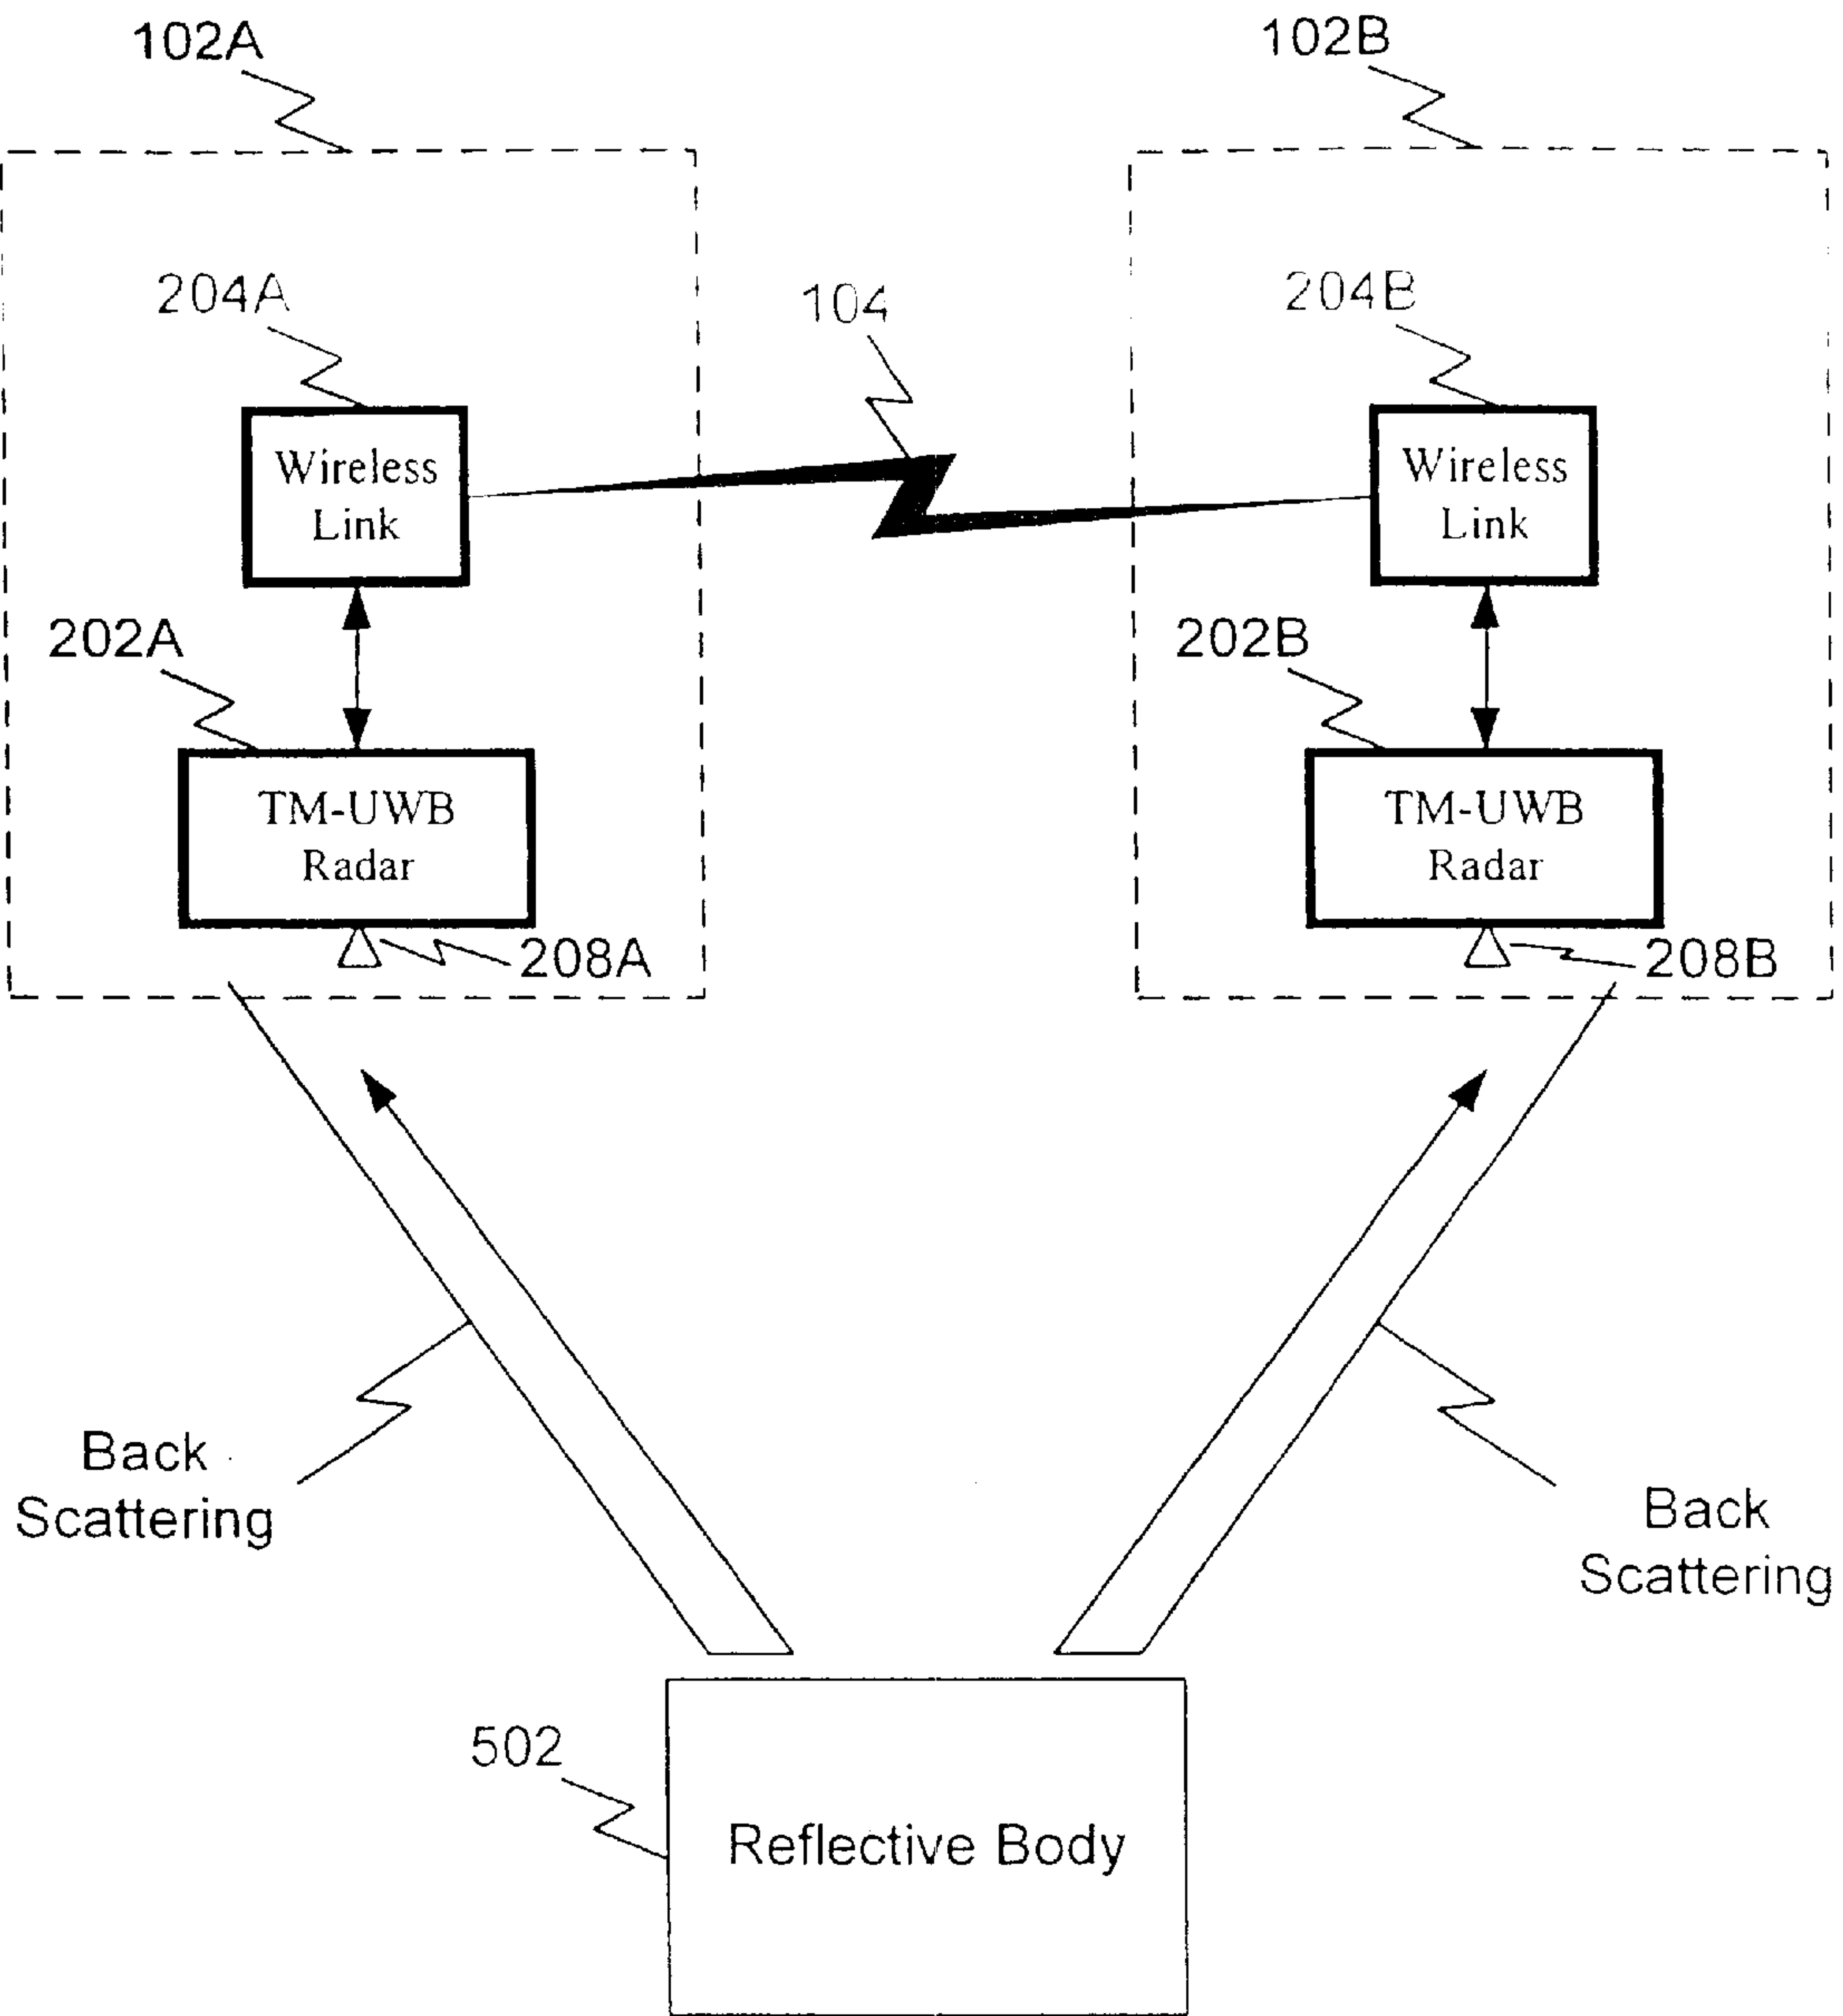 102A
102B
204A
104
204B
Wireless
Link
Wireless
Link
202A
202B
TM-UWB
Radar
TM-UWB
Radar
208A
208B
Back
Scattering
Back
Scattering
502
Reflective Body